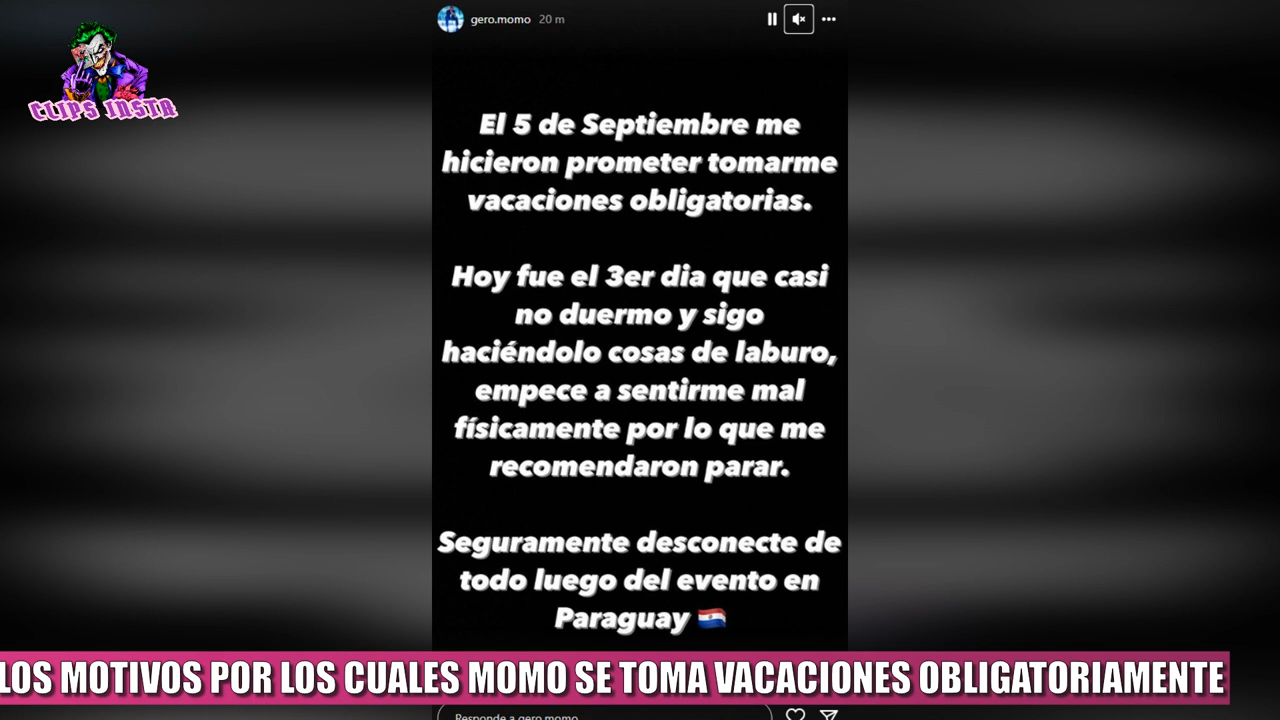 gero.momo 20 m
CLIPS INSTA
El 5 de Septiembre me
hicieron prometer tomarme
vacaciones obligatorias.
Hoy fue el 3er dia que casi
no duermo y sigo
haciéndolo cosas de laburo,
empece a sentirme mal
físicamente por lo que me
recomendaron parar.
Seguramente desconecte de
todo luego del evento en
Paraguay 🇵🇾
LOS MOTIVOS POR LOS CUALES MOMO SE TOMA VACACIONES OBLIGATORIAMENTE
Responde a gero.momo